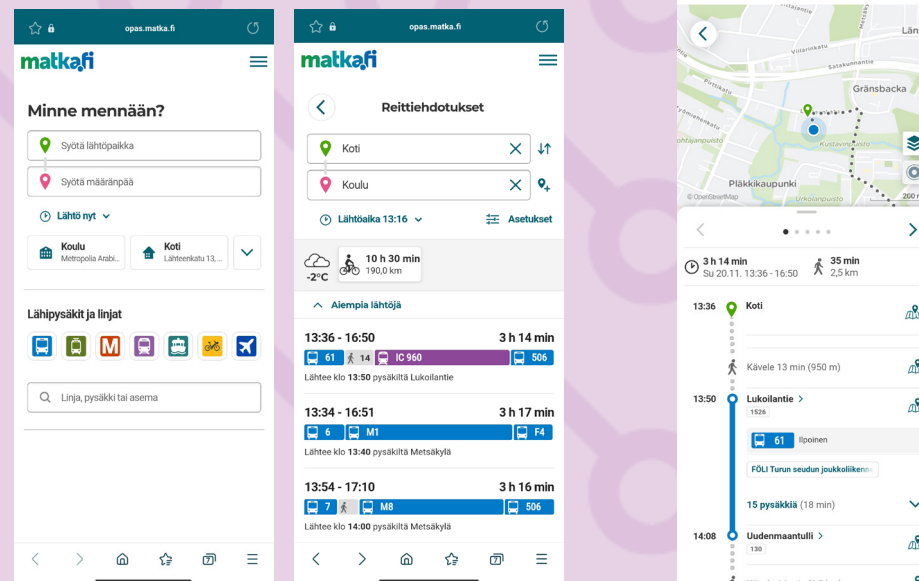 opas.matka.fi
matka.fi
Minne mennään?
Syötä lähtöpaikka
Syötä määränpää
Lähtö nyt
Koulu
Metropolia Arabi...
Koti
Lähteenkatu 13, ...
Lähipysäkit ja linjat
M
Linja, pysäkki tai asema
7
opas.matka.fi
matka.fi
Reittiehdotukset
Koti
Koulu
Lähtöaika 13:16
Asetukset
-2°C
10 h 30 min
190,0 km
Aiempia lähtöjä
13:36 - 16:50 3 h 14 min
61 14 IC 960 506
Lähtee klo 13:50 pysäkiltä Lukoilantie
13:34 - 16:51 3 h 17 min
6 M1 F4
Lähtee klo 13:40 pysäkiltä Metsäkylä
13:54 - 17:10 3 h 16 min
7 M8 506
Lähtee klo 14:00 pysäkiltä Metsäkylä
7
Villarinkatu
Satakunnantie
Gränsbacka
Pläkkikaupunki
Kustavinpuisto
Urkolanpuisto
© OpenStreetMap
3 h 14 min
Su 20.11. 13:36 - 16:50
35 min
2,5 km
13:36 Koti
Kävele 13 min (950 m)
13:50 Lukoilantie
1526
61 Ilpoinen
FÖLI Turun seudun joukkoliikenn
15 pysäkkiä (18 min)
14:08 Uudenmaantulli
130